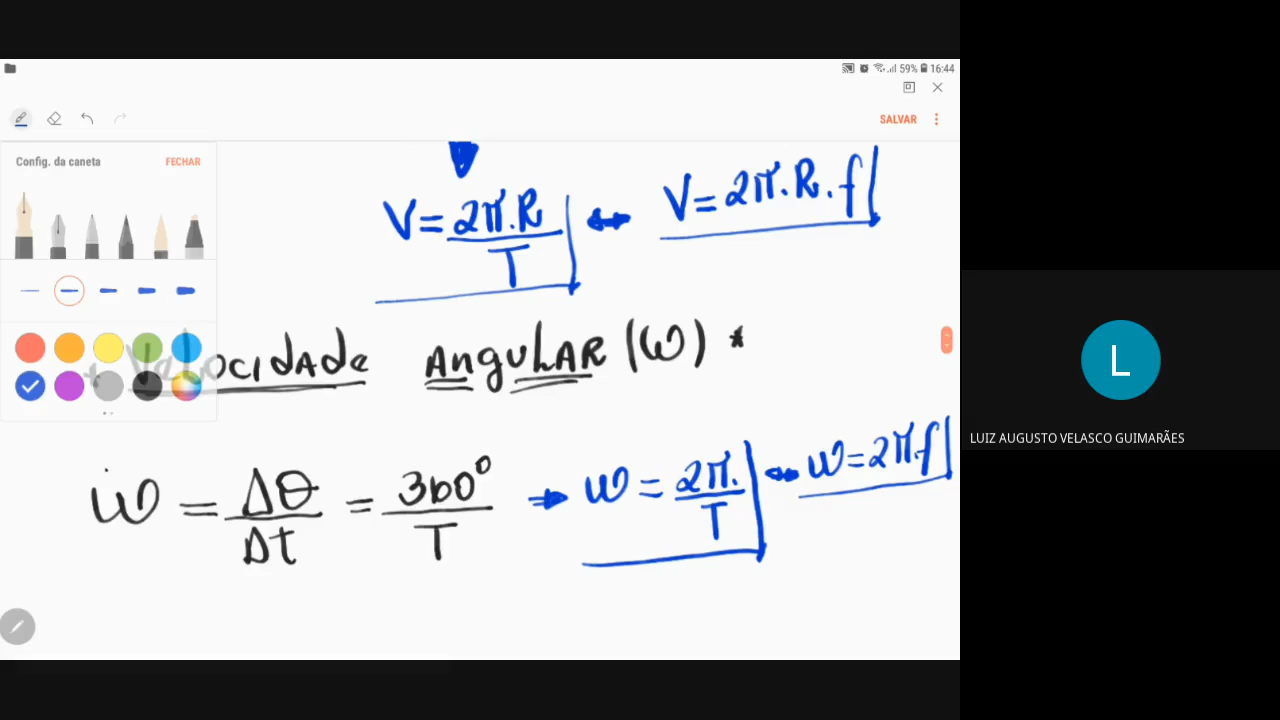 59% 16:44
SALVAR
Config. da caneta FECHAR
V = 2π.R / T ↔ V = 2π.R.f
* Velocidade Angular (ω) *
ω = Δθ / Δt = 360° / T → ω = 2π. / T ↔ ω = 2π.f
L
LUIZ AUGUSTO VELASCO GUIMARÃES